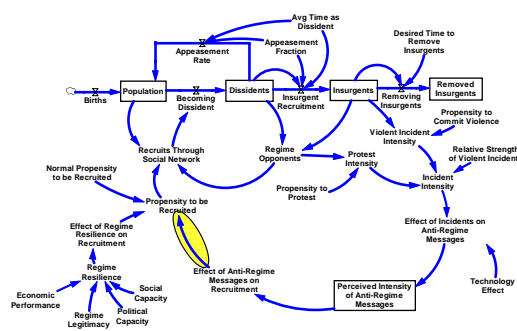 Avg Time as
Dissident
Appeasement
Fraction
Desired Time to
Remove
Insurgents
Appeasement
Rate
Births
Population
Becoming
Dissident
Dissidents
Insurgent
Recruitment
Insurgents
Removing
Insurgents
Removed
Insurgents
Propensity to
Commit Violence
Violent Incident
Intensity
Recruits Through
Social Network
Regime
Opponents
Protest
Intensity
Relative Strength
of Violent Incident
Incident
Intensity
Normal Propensity
to be Recruited
Propensity to
Protest
Propensity to be
Recruited
Effect of Regime
Resilience on
Recruitment
Effect of Incidents on
Anti-Regime
Messages
Regime
Resilience
Effect of Anti-Regime
Messages on
Recruitment
Perceived Intensity
of Anti-Regime
Messages
Technology
Effect
Economic
Performance
Social
Capacity
Regime
Legitimacy
Political
Capacity